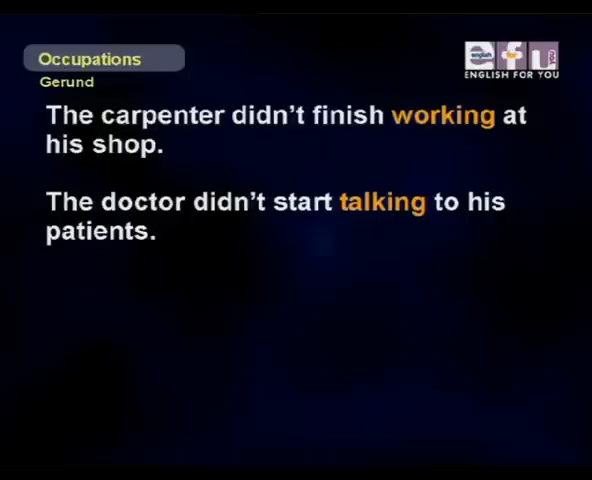 Occupations
Gerund
efu
english for you
ENGLISH FOR YOU
The carpenter didn't finish working at
his shop.
The doctor didn't start talking to his
patients.